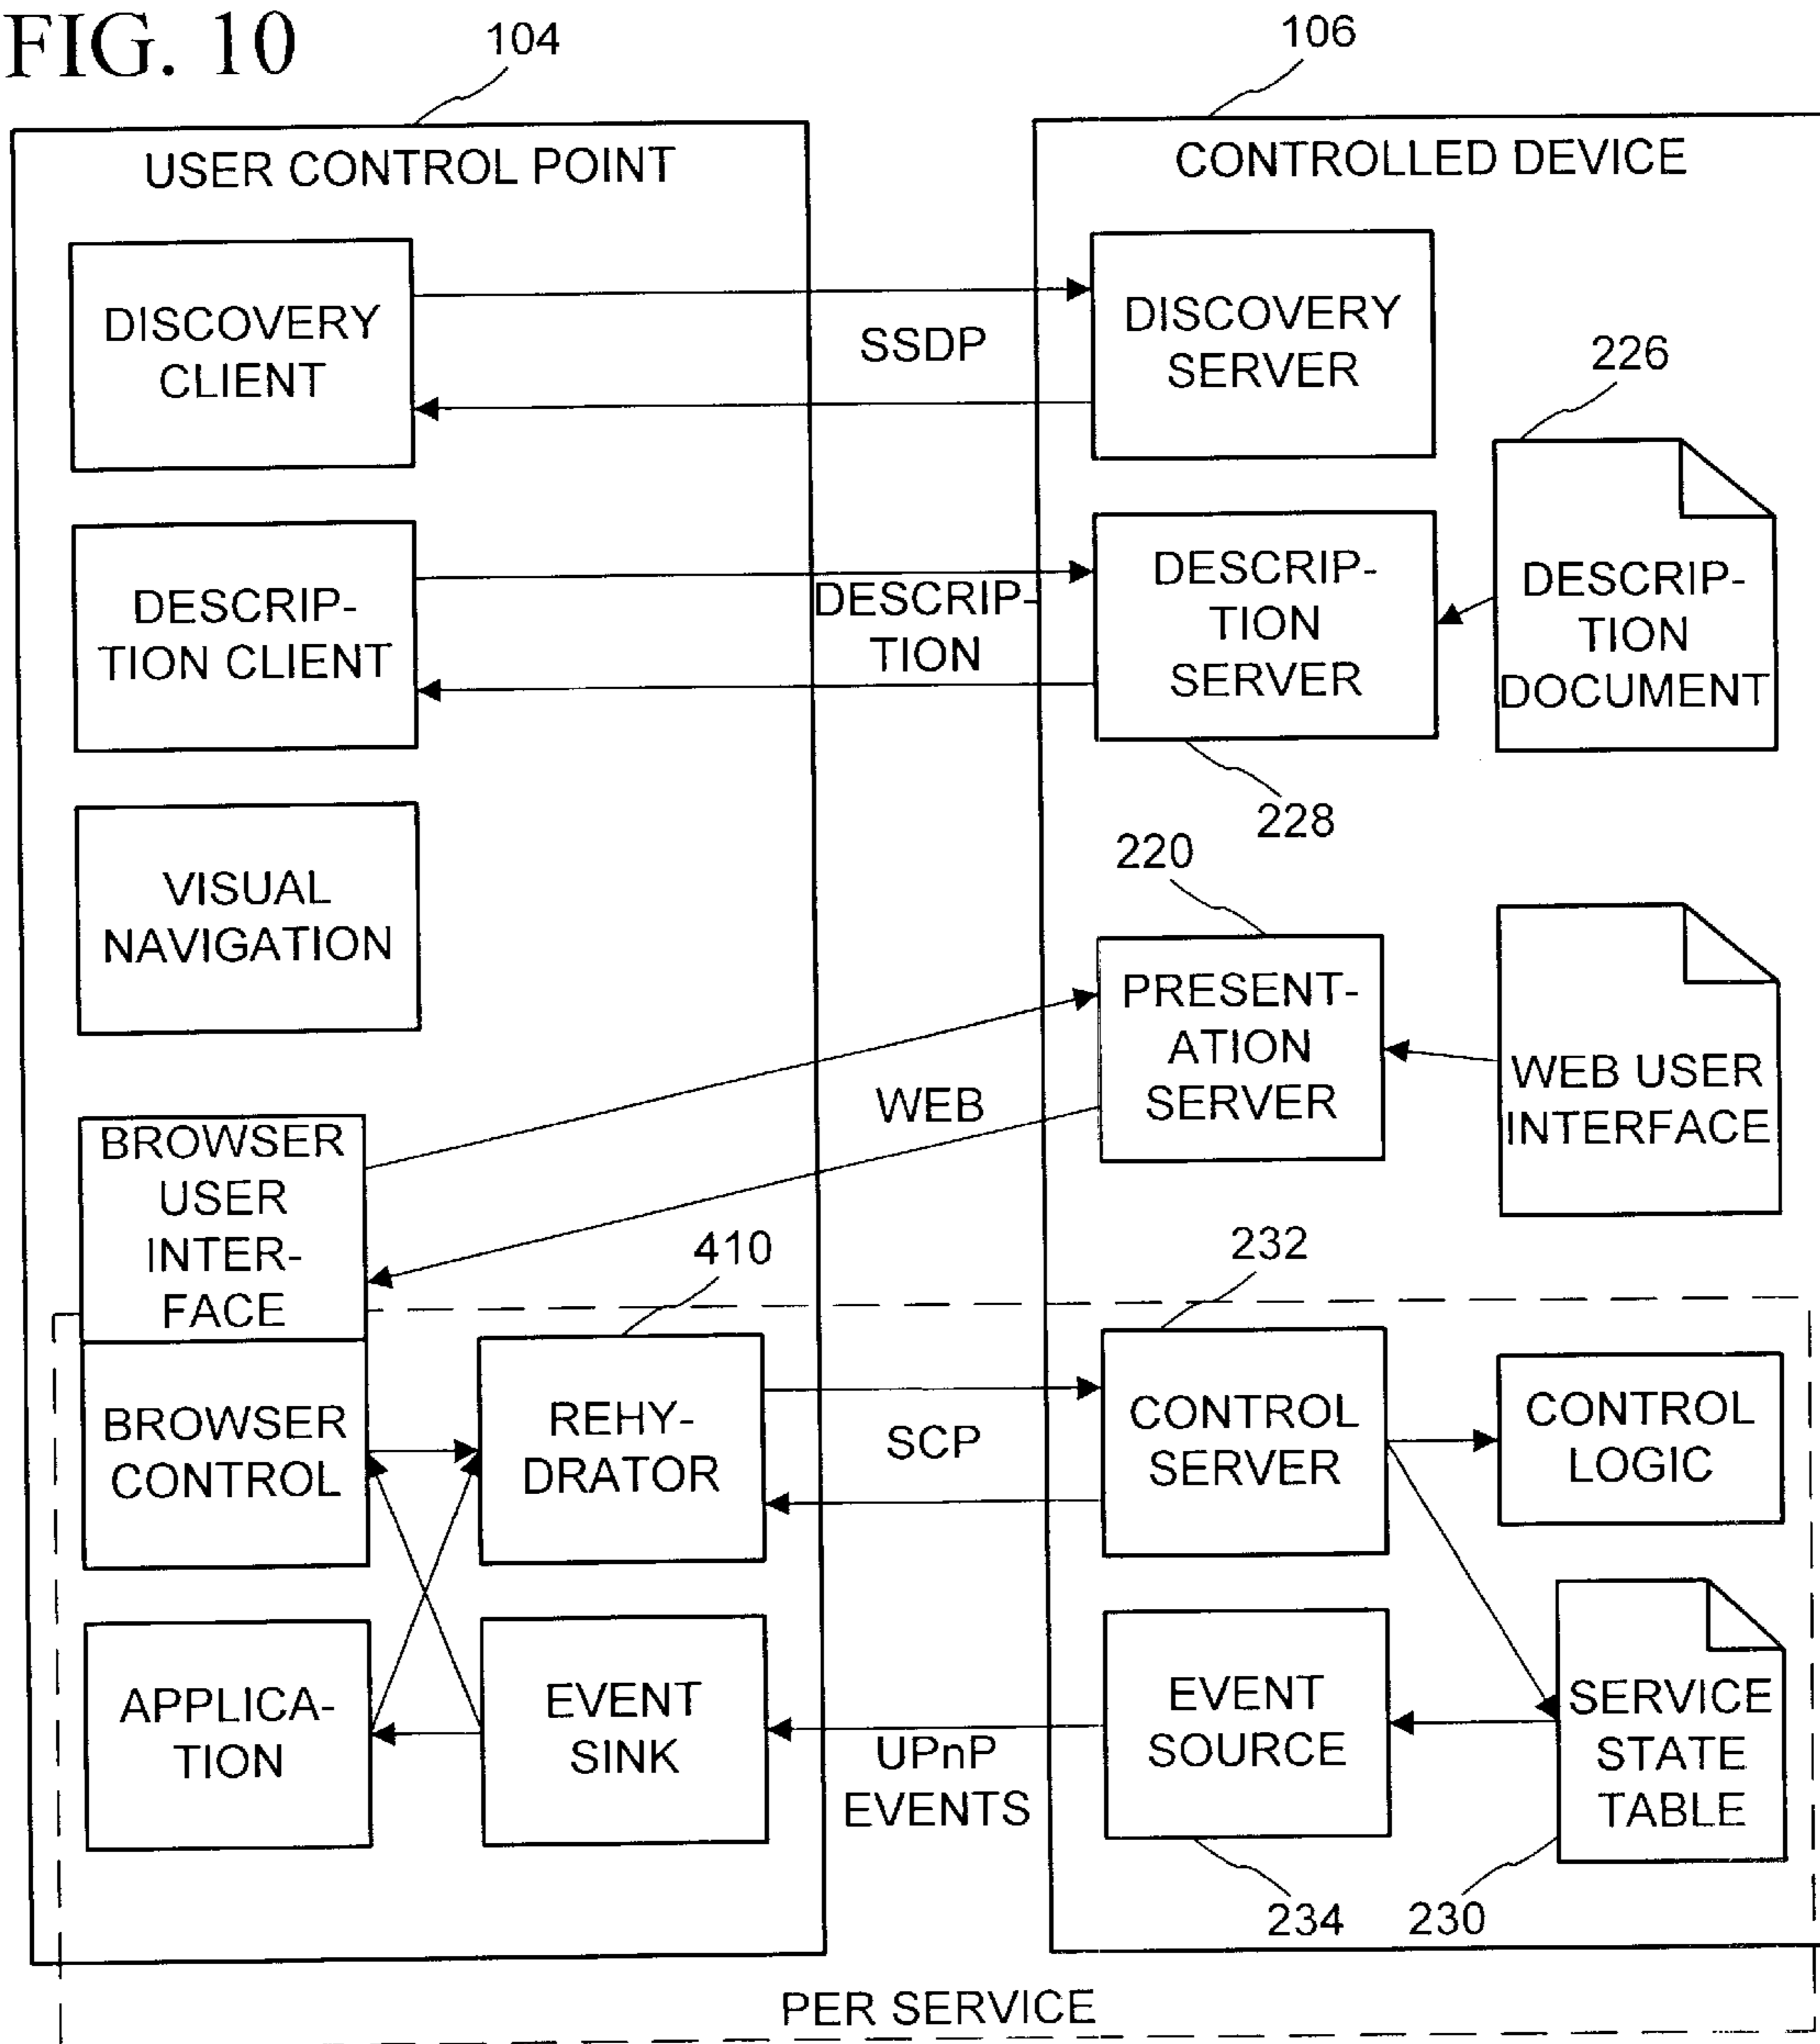 FIG. 10
104
106
USER CONTROL POINT
CONTROLLED DEVICE
DISCOVERY
CLIENT
SSDP
DISCOVERY
SERVER
226
DESCRIP-
TION CLIENT
DESCRIP-
TION
DESCRIP-
TION
SERVER
DESCRIP-
TION
DOCUMENT
228
VISUAL
NAVIGATION
220
PRESENT-
ATION
SERVER
WEB USER
INTERFACE
WEB
BROWSER
USER
INTER-
FACE
410
232
BROWSER
CONTROL
REHY-
DRATOR
SCP
CONTROL
SERVER
CONTROL
LOGIC
APPLICA-
TION
EVENT
SINK
UPnP
EVENTS
EVENT
SOURCE
SERVICE
STATE
TABLE
234
230
PER SERVICE